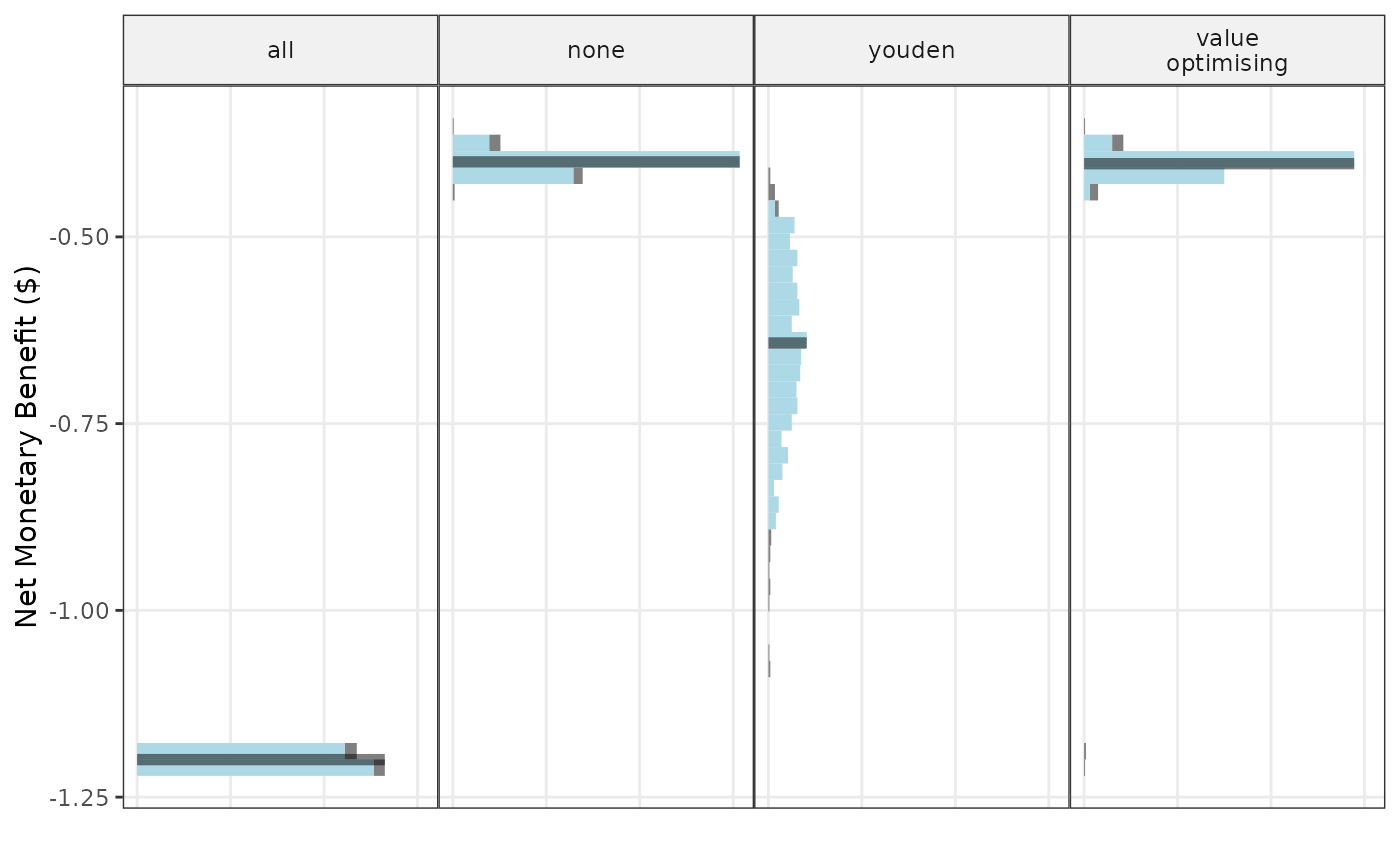 all
none
youden
value
optimising
Net Monetary Benefit ($)
-0.50
-0.75
-1.00
-1.25